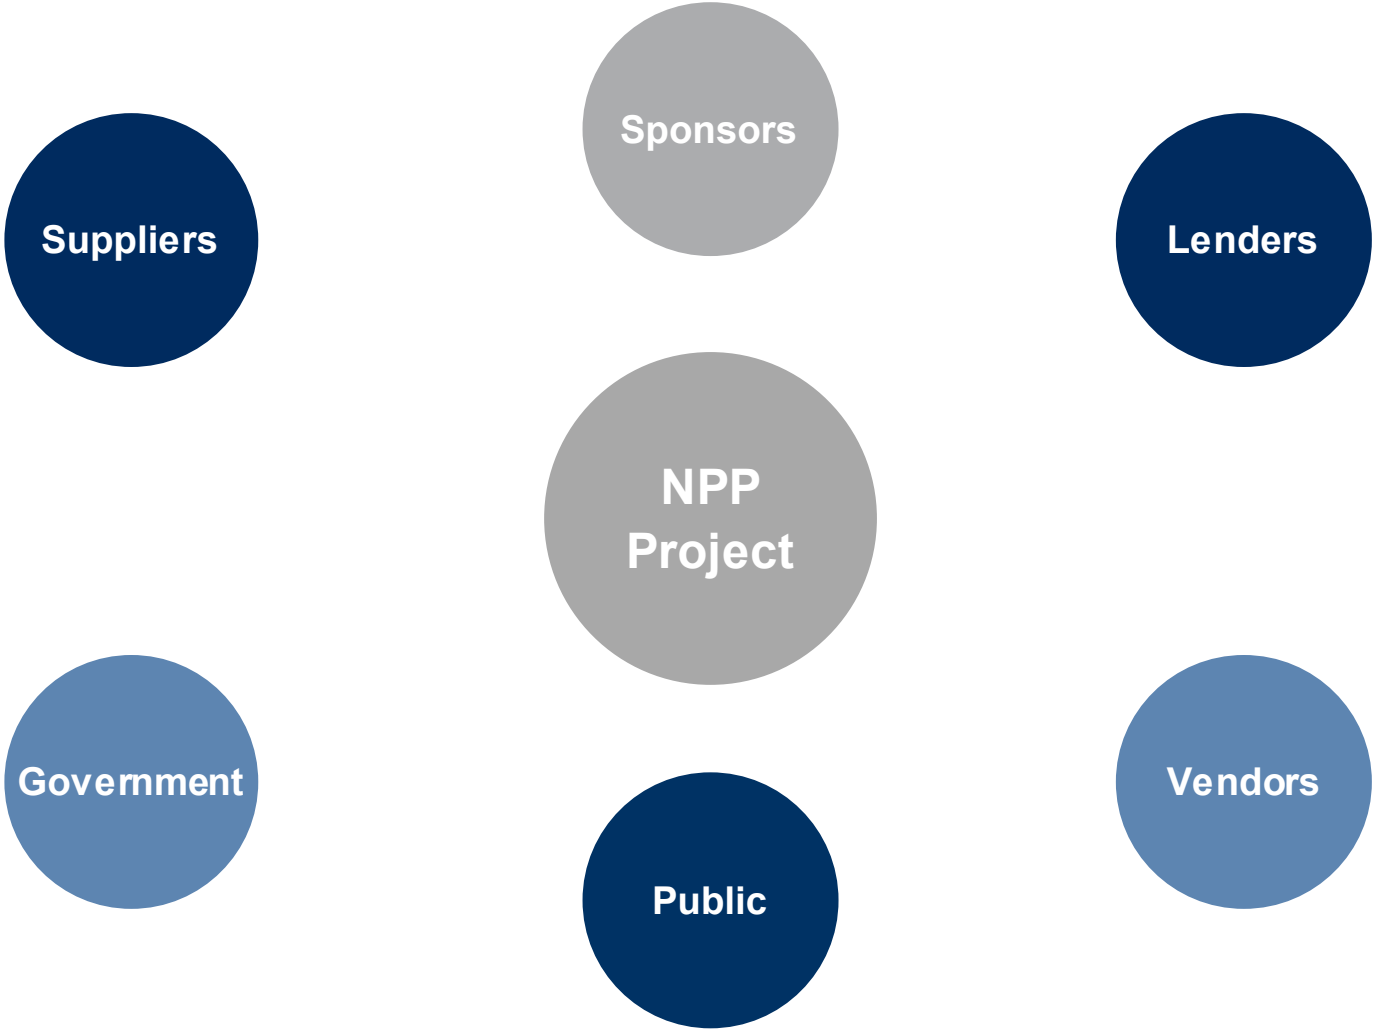 Sponsors
Suppliers
Lenders
NPP
Project
Government
Vendors
Public